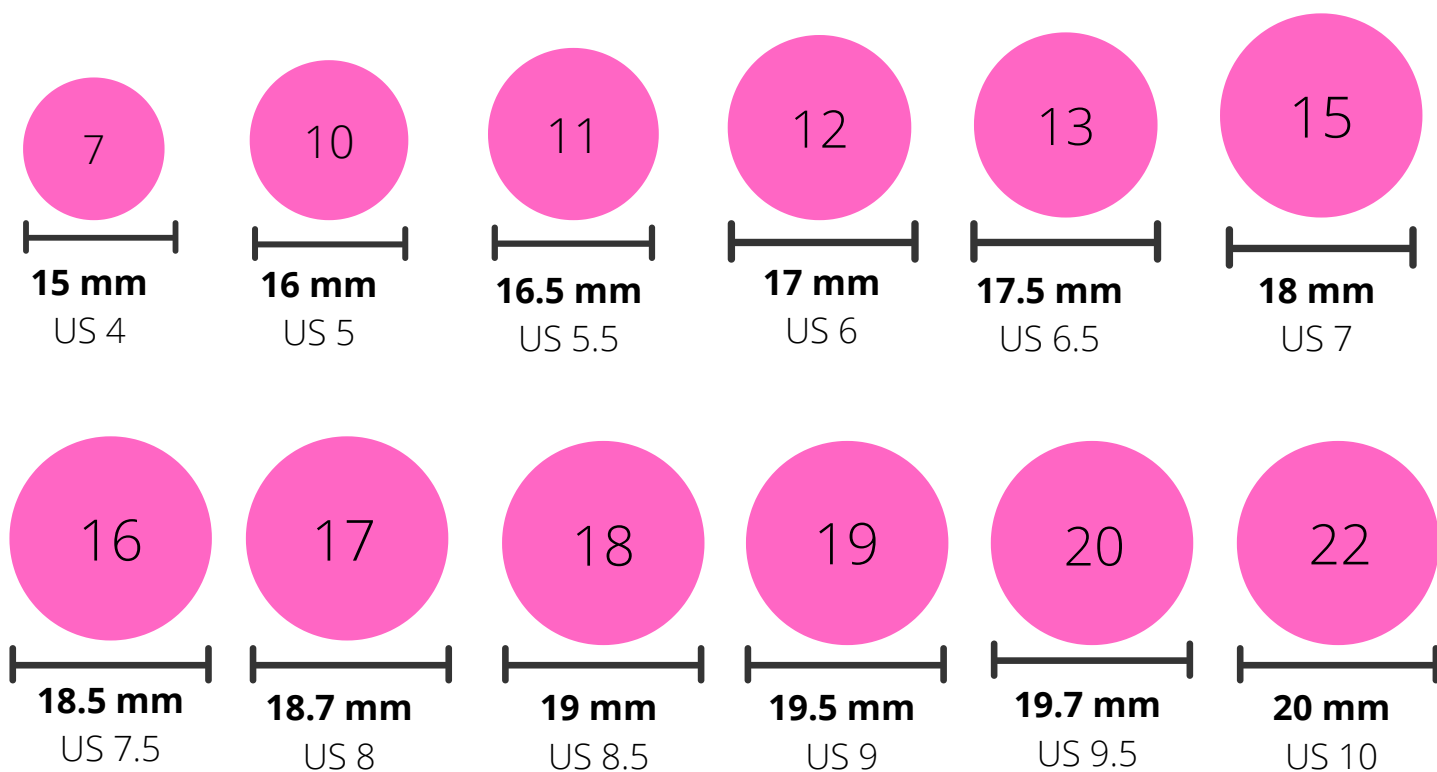 7
10
11
12
13
15
15 mm
16 mm
16.5 mm
17 mm
17.5 mm
18 mm
US 4
US 5
US 5.5
US 6
US 6.5
US 7
16
17
18
19
20
22
18.5 mm
18.7 mm
19 mm
19.5 mm
19.7 mm
20 mm
US 7.5
US 8
US 8.5
US 9
US 9.5
US 10